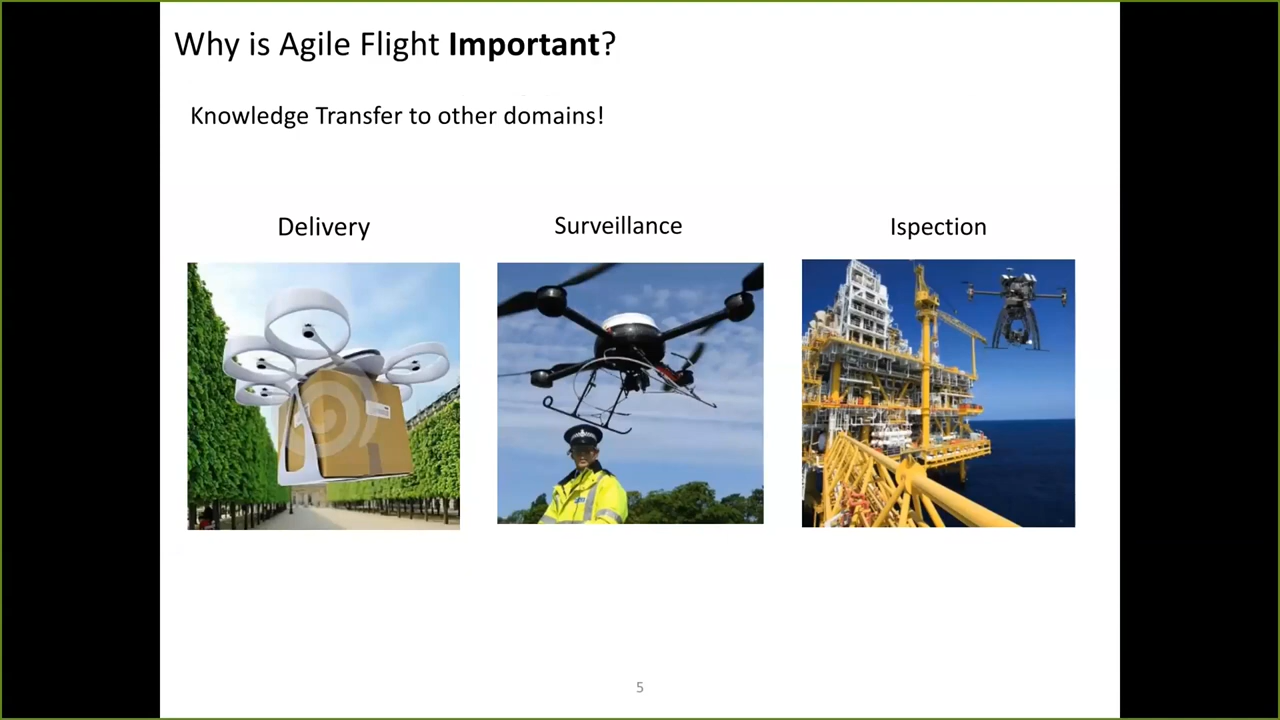 Why is Agile Flight Important?
Knowledge Transfer to other domains!
Delivery
Surveillance
Ispection
5